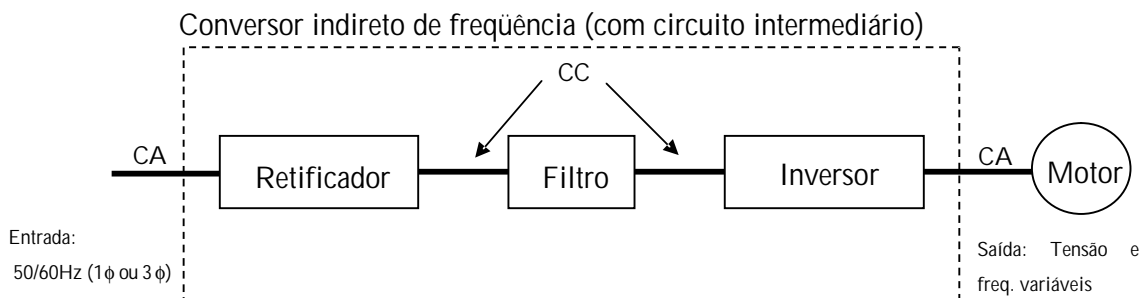 Conversor indireto de freqüência (com circuito intermediário)
CC
CA
Retificador
Filtro
Inversor
CA
Motor
Entrada:
50/60Hz (1ϕ ou 3ϕ)
Saída: Tensão e
freq. variáveis